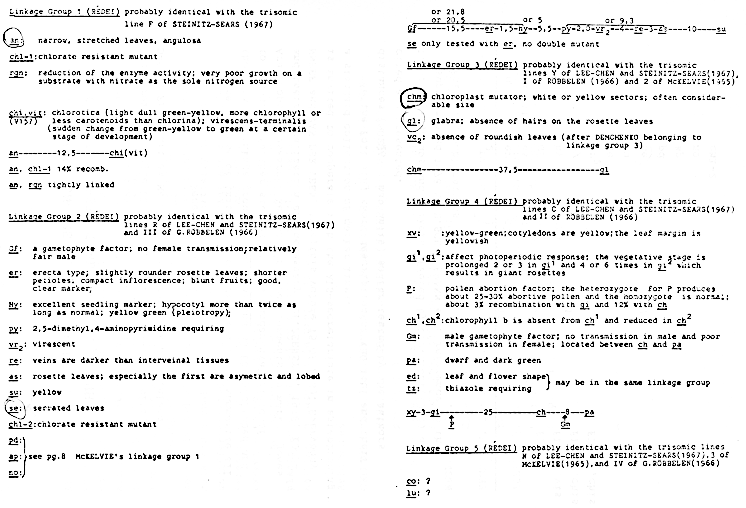 Linkage Group 1 (RÉDEI) probably identical with the trisomic
line F of STEINITZ-SEARS (1967)
an: narrow, stretched leaves, angulosa
chl-1:chlorate resistant mutant
rgn: reduction of the enzyme activity; very poor growth on a
substrate with nitrate as the sole nitrogen source
chi,vit: chlorotica (light dull green-yellow, more chlorophyll or
(V157) less carotenoids than chlorina); virescens-terminalis
(sudden change from green-yellow to green at a certain
stage of development)
an--------12,5-------chi(vit)
an, chl-1 14% recomb.
an, rgn tightly linked
Linkage Group 2 (RÉDEI) probably identical with the trisomic
lines R of LEE-CHEN and STEINITZ-SEARS(1967)
and III of G.RÖBBELEN (1966)
Gf: a gametophyte factor; no female transmission;relatively
fair male
er: erecta type; slightly rounder rosette leaves; shorter
petioles, compact inflorescence; blunt fruits; good,
clear marker,
hy: excellent seedling marker; hypocotyl more than twice as
long as normal; yellow green (pleiotropy);
py: 2,5-dimethyl,4-aminopyrimidine requiring
vr2: virescent
re: veins are darker than interveinal tissues
as: rosette leaves; especially the first are asymetric and lobed
su: yellow
se: serrated leaves
chl-2:chlorate resistant mutant
pd:
ap: see pg.8 McKELVIE's linkage group 1
no:
or 21,8
or 20,5 or 5 or 9,3
Gf-----15,5----er-1,5-hy--5,5--py-2,0-vr2--4--re-3-as----10----su
se only tested with er, no double mutant
Linkage Group 3 (RÉDEI) probably identical with the trisomic
lines Y of LEE-CHEN and STEINITZ-SEARS(1967),
I of RÖBBELEN (1966) and 2 of McKELVIE(1965)
chm: chloroplast mutator; white or yellow sectors; often consider-
able size
gl: glabra; absence of hairs on the rosette leaves
vc2: absence of roundish leaves (after DEMCHENKO belonging to
linkage group 3)
chm----------------37,5-----------------gl
Linkage Group 4 (RÉDEI) probably identical with the trisomic
lines C of LEE-CHEN and STEINITZ-SEARS(1967)
and II of RÖBBELEN (1966)
xy: :yellow-green;cotyledons are yellow;the leaf margin is
yellowish
gi1,gi2:affect photoperiodic response: the vegetative stage is
prolonged 2 or 3 in gi1 and 4 or 6 times in gi2 which
results in giant rosettes
P: pollen abortion factor; the heterozygote for P produces
about 25-30% abortive pollen and the homozygote is normal;
about 3% recombination with gi and 12% with ch
ch1,ch2:chlorophyll b is absent from ch1 and reduced in ch2
Gm: male gametophyte factor; no transmission in male and poor
transmission in female; located between ch and pa
pa: dwarf and dark green
ed: leaf and flower shape
tz: thiazole requiring may be in the same linkage group
xy-3-gi---------25----------ch----8---pa
P Gm
Linkage Group 5 (RÉDEI) probably identical with the trisomic lines
N of LEE-CHEN and STEINITZ-SEARS(1967),3 of
McKELVIE(1965),and IV of G.RÖBBELEN(1966)
co: ?
lu: ?